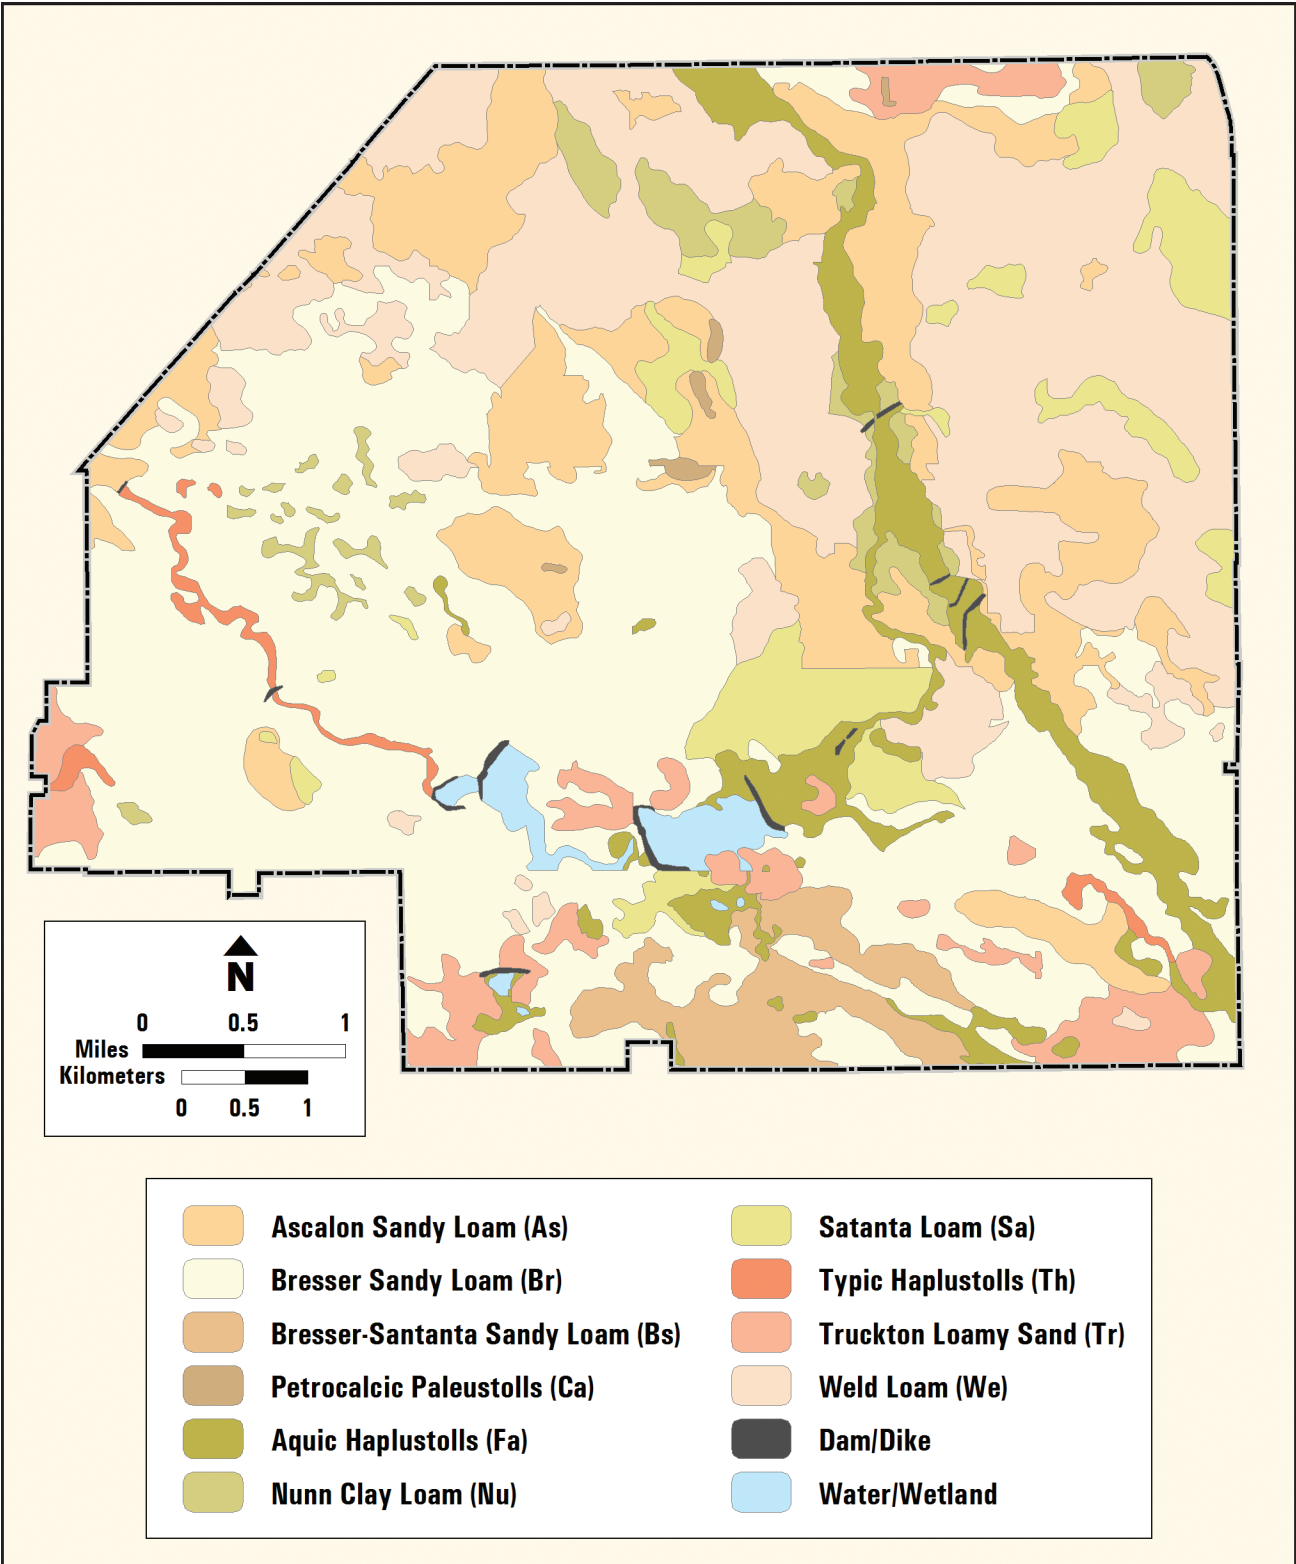 N
0 0.5 1
Miles
Kilometers
0 0.5 1
Ascalon Sandy Loam (As)
Bresser Sandy Loam (Br)
Bresser-Santanta Sandy Loam (Bs)
Petrocalcic Paleustolls (Ca)
Aquic Haplustolls (Fa)
Nunn Clay Loam (Nu)
Satanta Loam (Sa)
Typic Haplustolls (Th)
Truckton Loamy Sand (Tr)
Weld Loam (We)
Dam/Dike
Water/Wetland